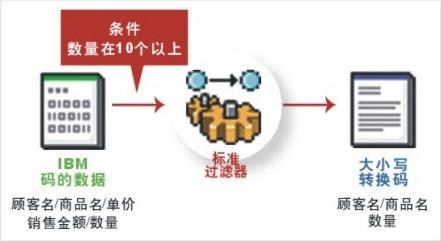 条件
数量在10个以上
IBM
码的数据
顾客名/商品名/单价
销售金额/数量
标准
过滤器
大小写
转换码
顾客名/商品名
数量